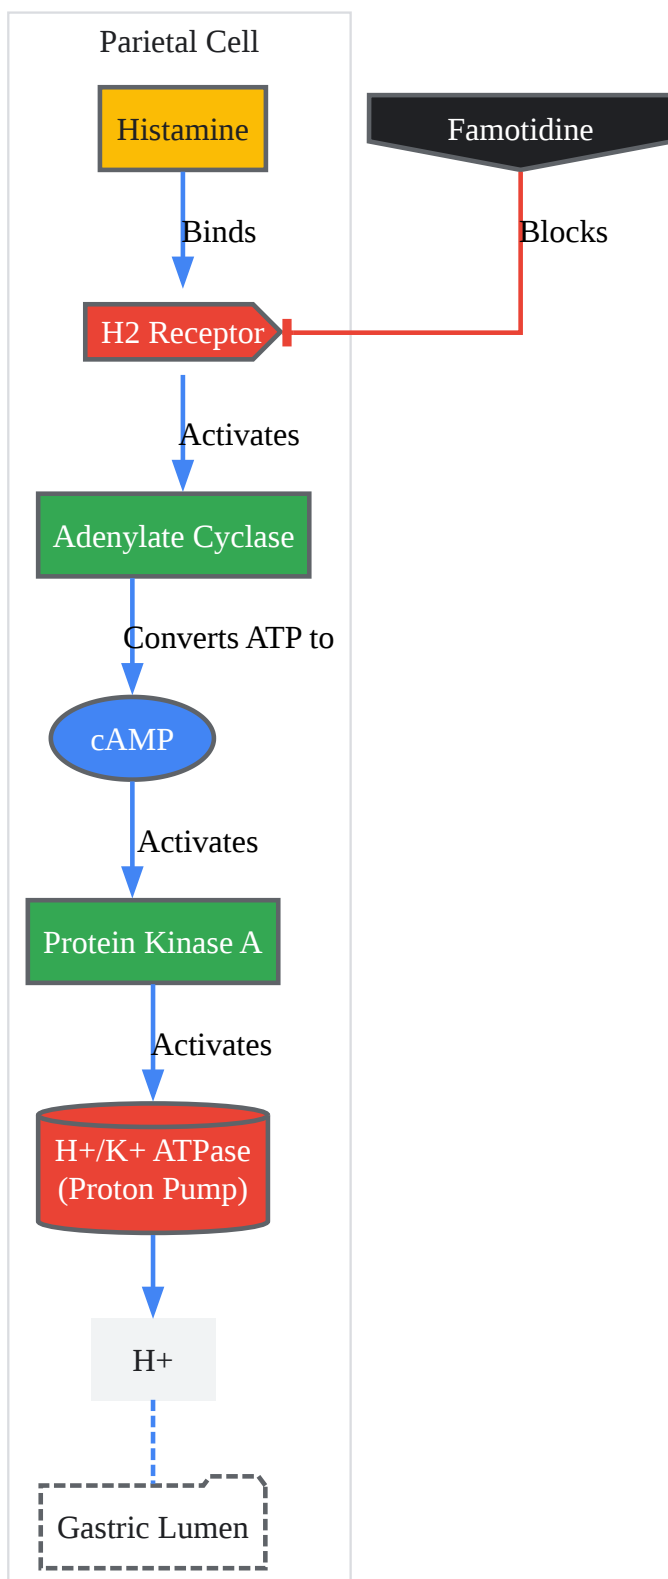 Parietal Cell
Histamine
Famotidine
Binds
Blocks
H2 Receptor
Activates
Adenylate Cyclase
Converts ATP to
cAMP
Activates
Protein Kinase A
Activates
H+/K+ ATPase
(Proton Pump)
H+
Gastric Lumen